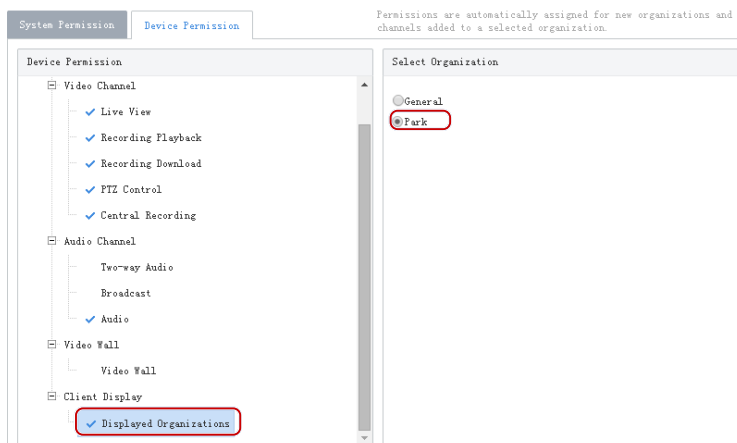 System Permission
Device Permission
Permissions are automatically assigned for new organizations and
channels added to a selected organization.
Device Permission
Video Channel
Live View
Recording Playback
Recording Download
PTZ Control
Central Recording
Audio Channel
Two-way Audio
Broadcast
Audio
Video Wall
Video Wall
Client Display
Displayed Organizations
Select Organization
General
Park